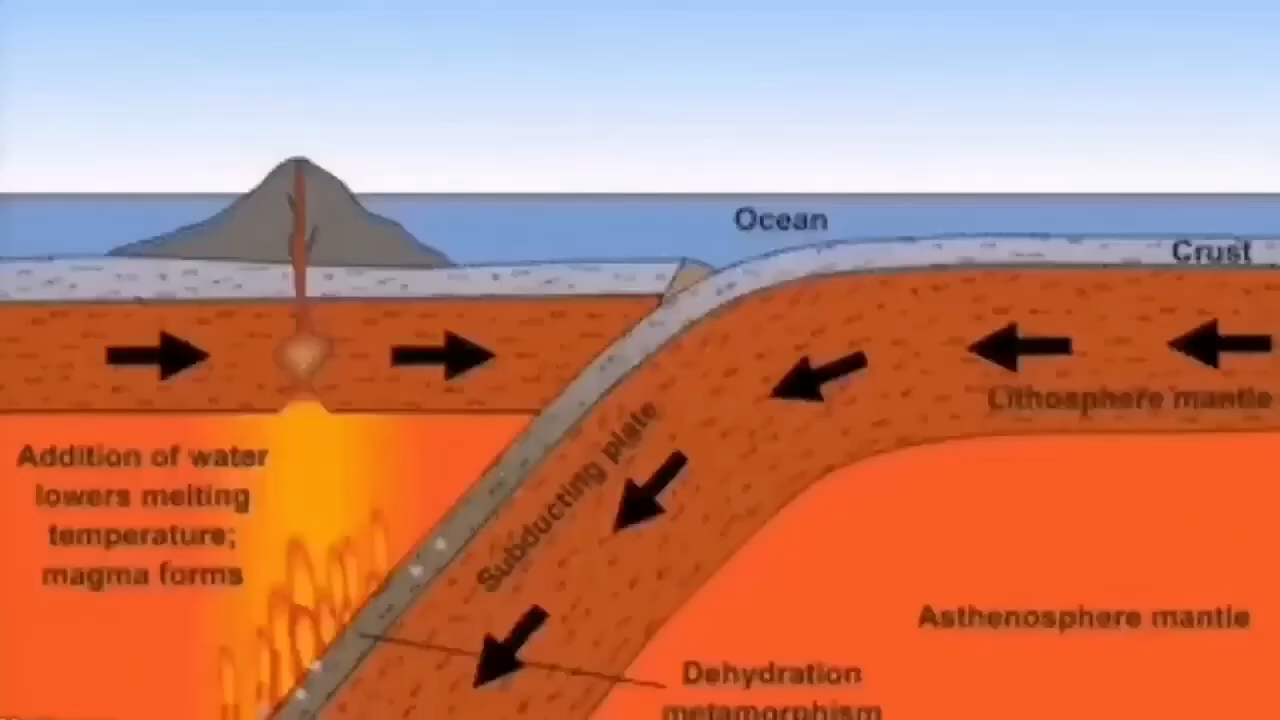 Ocean
Crust
Lithosphere mantle
Addition of water
lowers melting
temperature;
magma forms
Subducting plate
Asthenosphere mantle
Dehydration
metamorphism